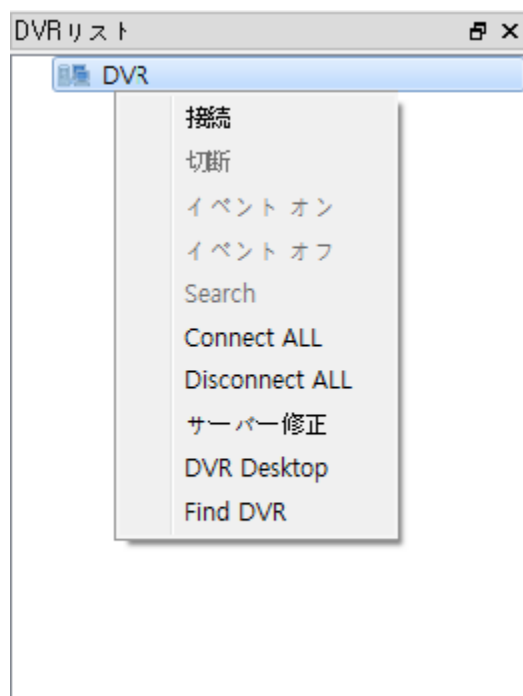 DVRリスト
DVR
接続
切断
イベント オン
イベント オフ
Search
Connect ALL
Disconnect ALL
サーバー修正
DVR Desktop
Find DVR